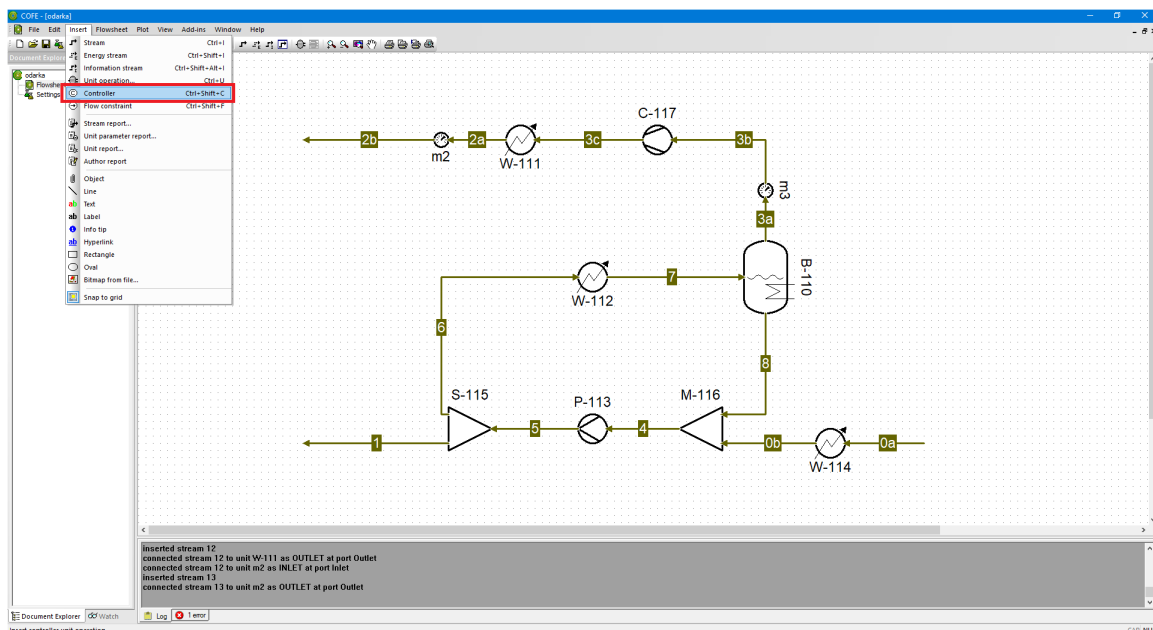 COFE - [odarka]
File Edit Insert Flowsheet Plot View Add-ins Window Help
Document Explorer
odarka
Settings
Stream Ctrl+I
Energy stream Ctrl+Shift+I
Information stream Ctrl+Shift+Alt+I
Unit operation... Ctrl+U
Controller Ctrl+Shift+C
Flow constraint Ctrl+Shift+F
Stream report...
Unit parameter report...
Unit report...
Author report
Object
Line
ab Text
ab Label
Info tip
ab Hyperlink
Rectangle
Oval
Bitmap from file...
Snap to grid
C-117
2b
2a
3c
3b
m2
W-111
m3
3a
B-110
7
W-112
6
8
S-115
P-113
M-116
1
5
4
0b
0a
W-114
inserted stream 12
connected stream 12 to unit W-111 as OUTLET at port Outlet
connected stream 12 to unit m2 as INLET at port Inlet
inserted stream 13
connected stream 13 to unit m2 as OUTLET at port Outlet
Document Explorer Watch Log 1 error